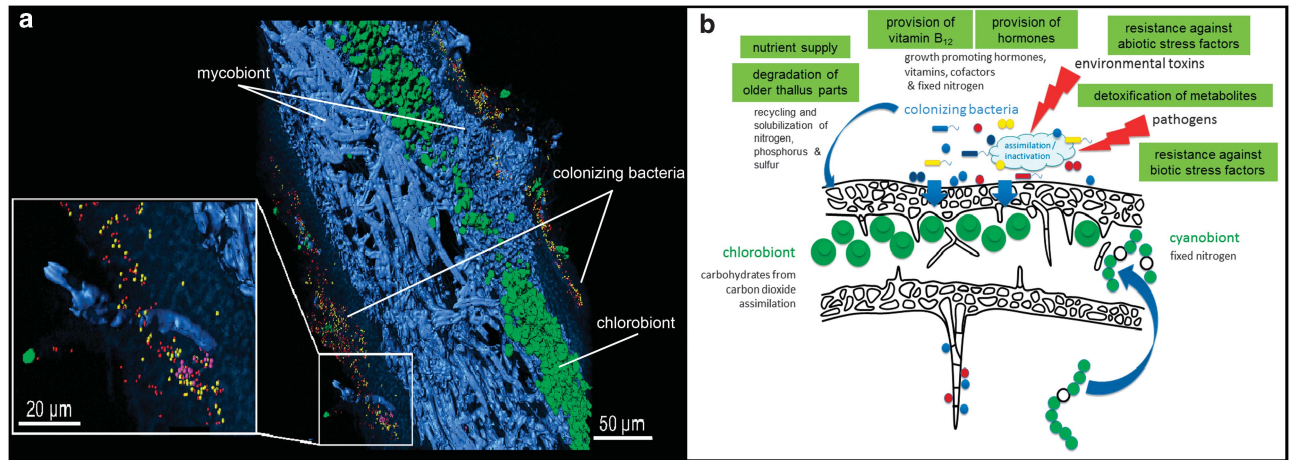 a
mycobiont
colonizing bacteria
chlorobiont
20 µm
50 µm
b
nutrient supply
degradation of
older thallus parts
recycling and
solubilization of
nitrogen,
phosphorus &
sulfur
provision of
vitamin B12
provision of
hormones
growth promoting hormones,
vitamins, cofactors
& fixed nitrogen
colonizing bacteria
assimilation /
inactivation
resistance against
abiotic stress factors
environmental toxins
detoxification of metabolites
pathogens
resistance against
biotic stress factors
chlorobiont
carbohydrates from
carbon dioxide
assimilation
cyanobiont
fixed nitrogen